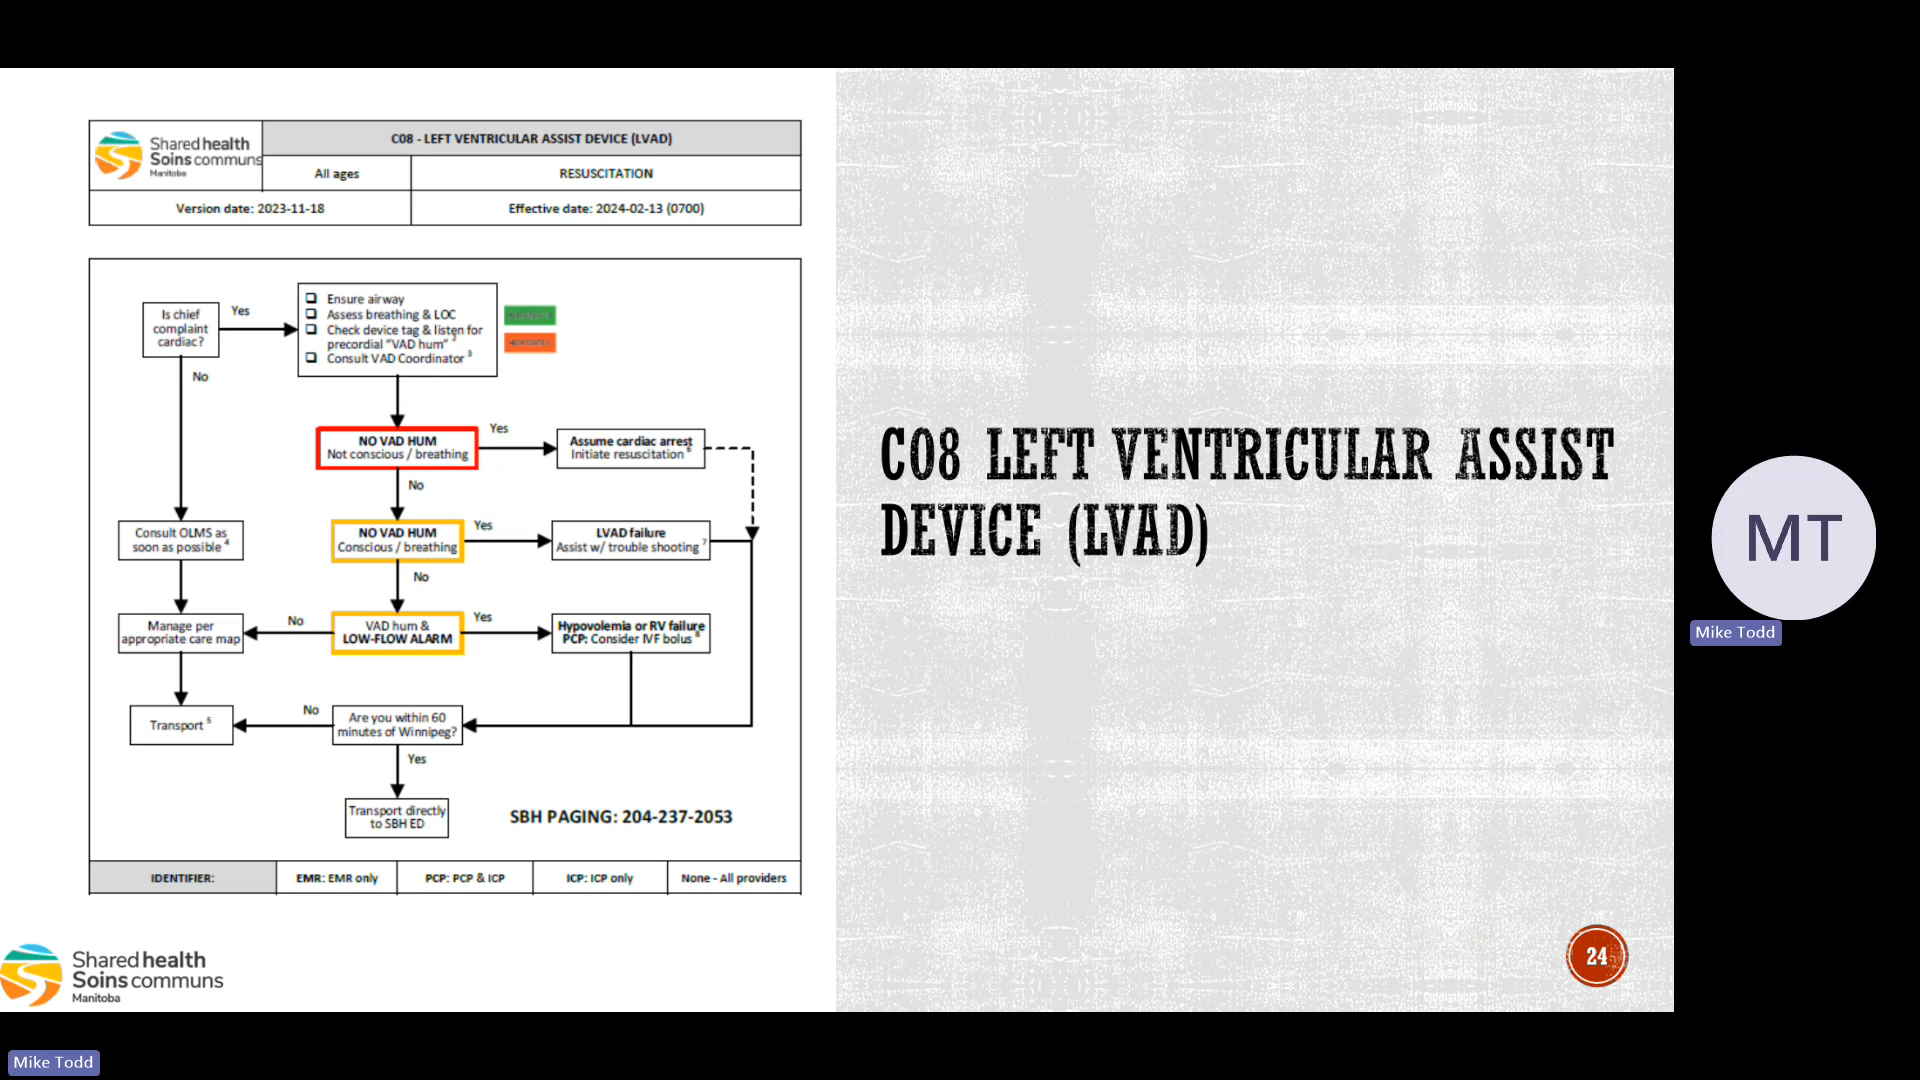 Shared health
Soins communs
Manitoba
C08 - LEFT VENTRICULAR ASSIST DEVICE (LVAD)
All ages
RESUSCITATION
Version date: 2023-11-18
Effective date: 2024-02-13 (0700)
Is chief
complaint
cardiac?
Yes
Ensure airway
Assess breathing & LOC
Check device tag & listen for
precordial "VAD hum" 2
Consult VAD Coordinator 3
No
NO VAD HUM
Not conscious / breathing
Yes
Assume cardiac arrest
Initiate resuscitation 6
No
Consult OLMS as
soon as possible 4
NO VAD HUM
Conscious / breathing
Yes
LVAD failure
Assist w/ trouble shooting 7
No
Manage per
appropriate care map
No
VAD hum &
LOW-FLOW ALARM
Yes
Hypovolemia or RV failure
PCP: Consider IVF bolus 8
Transport 5
No
Are you within 60
minutes of Winnipeg?
Yes
Transport directly
to SBH ED
SBH PAGING: 204-237-2053
IDENTIFIER:
EMR: EMR only
PCP: PCP & ICP
ICP: ICP only
None - All providers
Shared health
Soins communs
Manitoba
C08 LEFT VENTRICULAR ASSIST
DEVICE (LVAD)
24
MT
Mike Todd
Mike Todd